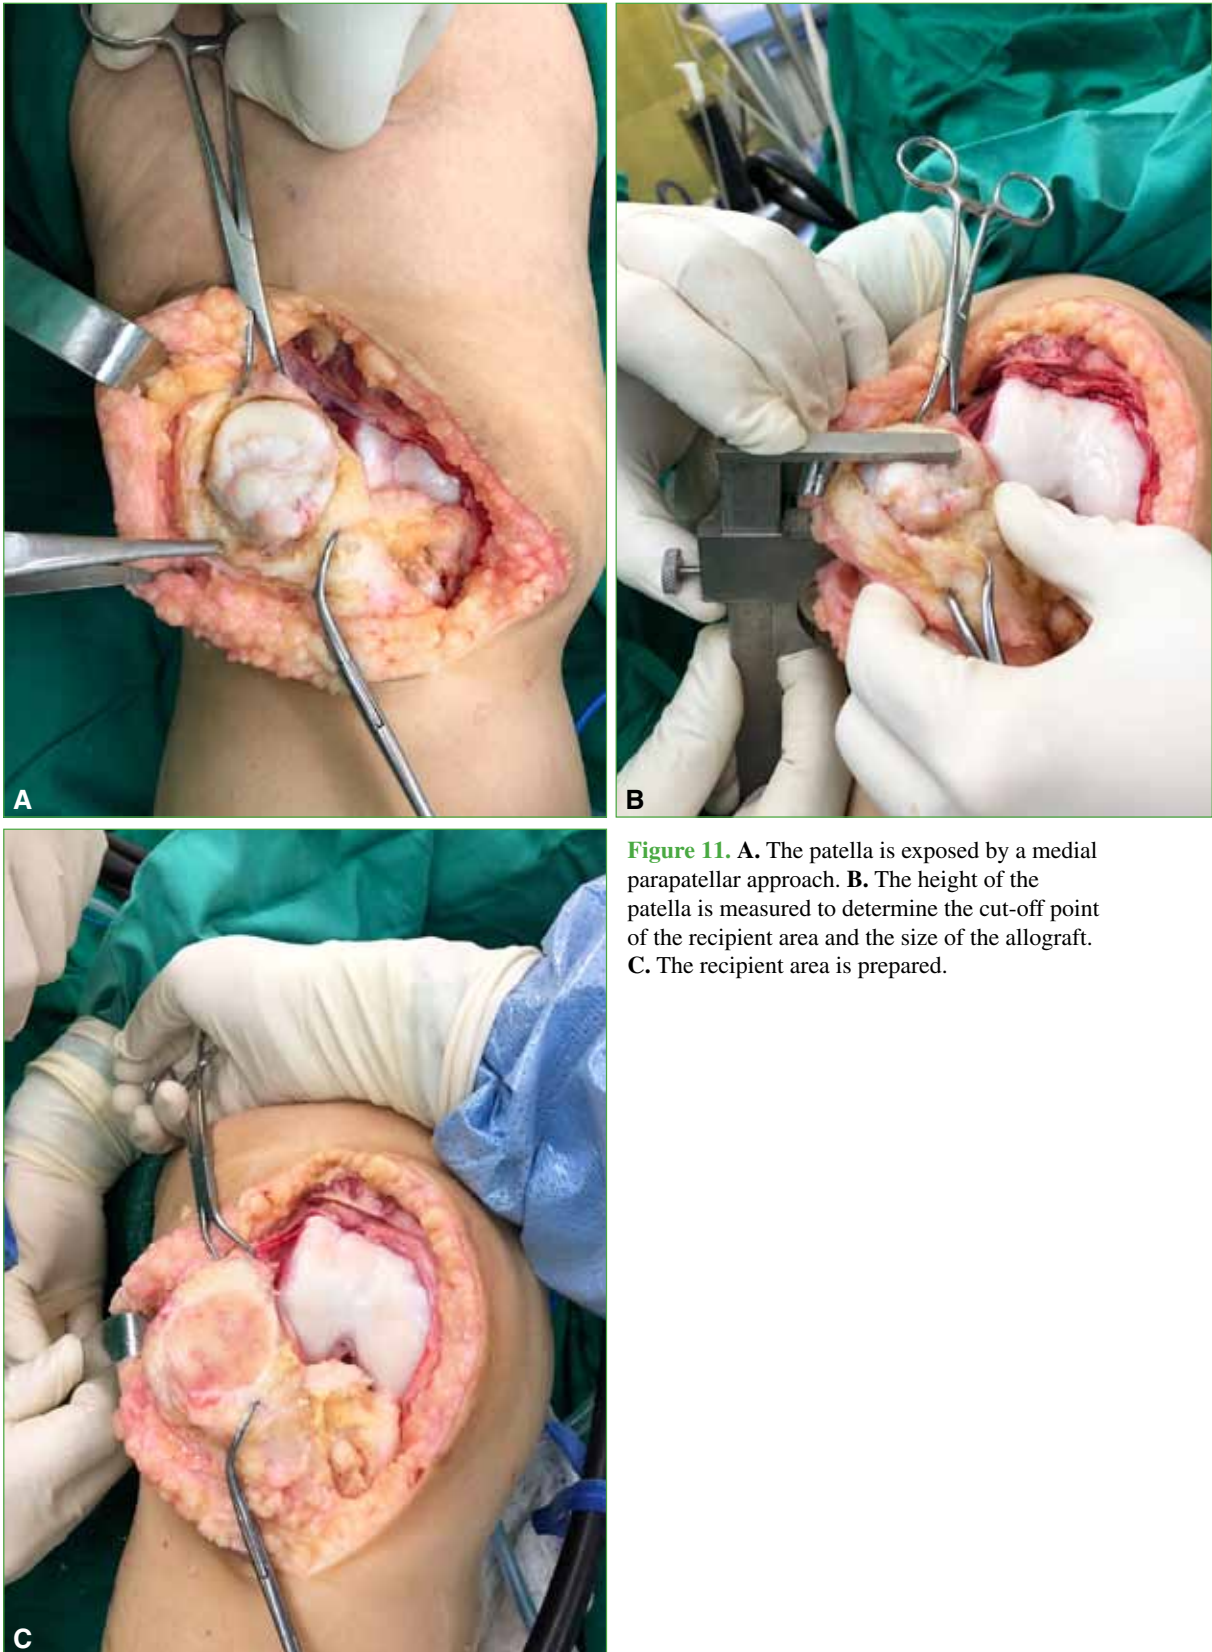 A
B
C
Figure 11. A. The patella is exposed by a medial
parapatellar approach. B. The height of the
patella is measured to determine the cut-off point
of the recipient area and the size of the allograft.
C. The recipient area is prepared.